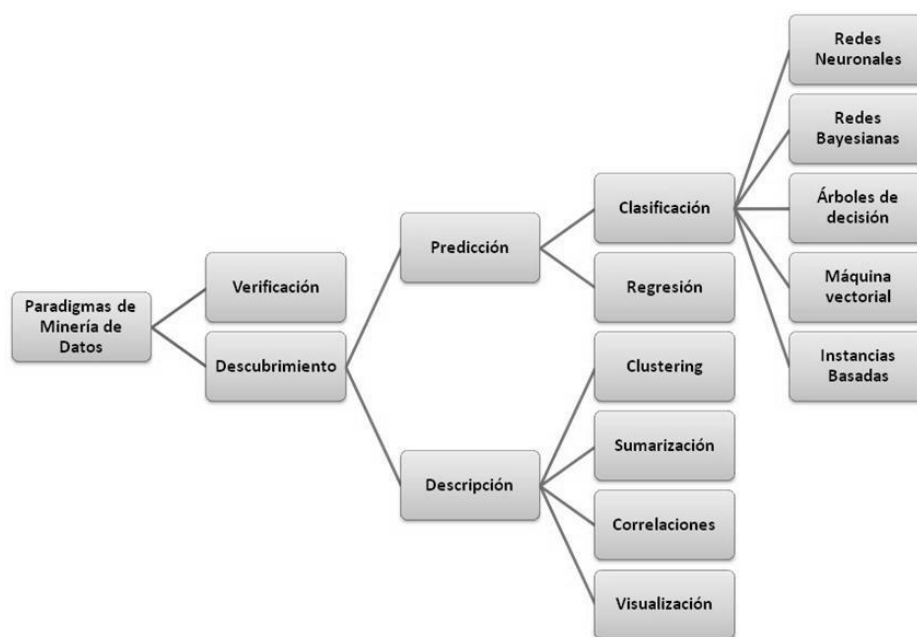 Paradigmas de
Minería de
Datos
Verificación
Descubrimiento
Predicción
Descripción
Clasificación
Regresión
Clustering
Sumarización
Correlaciones
Visualización
Redes
Neuronales
Redes
Bayesianas
Árboles de
decisión
Máquina
vectorial
Instancias
Basadas